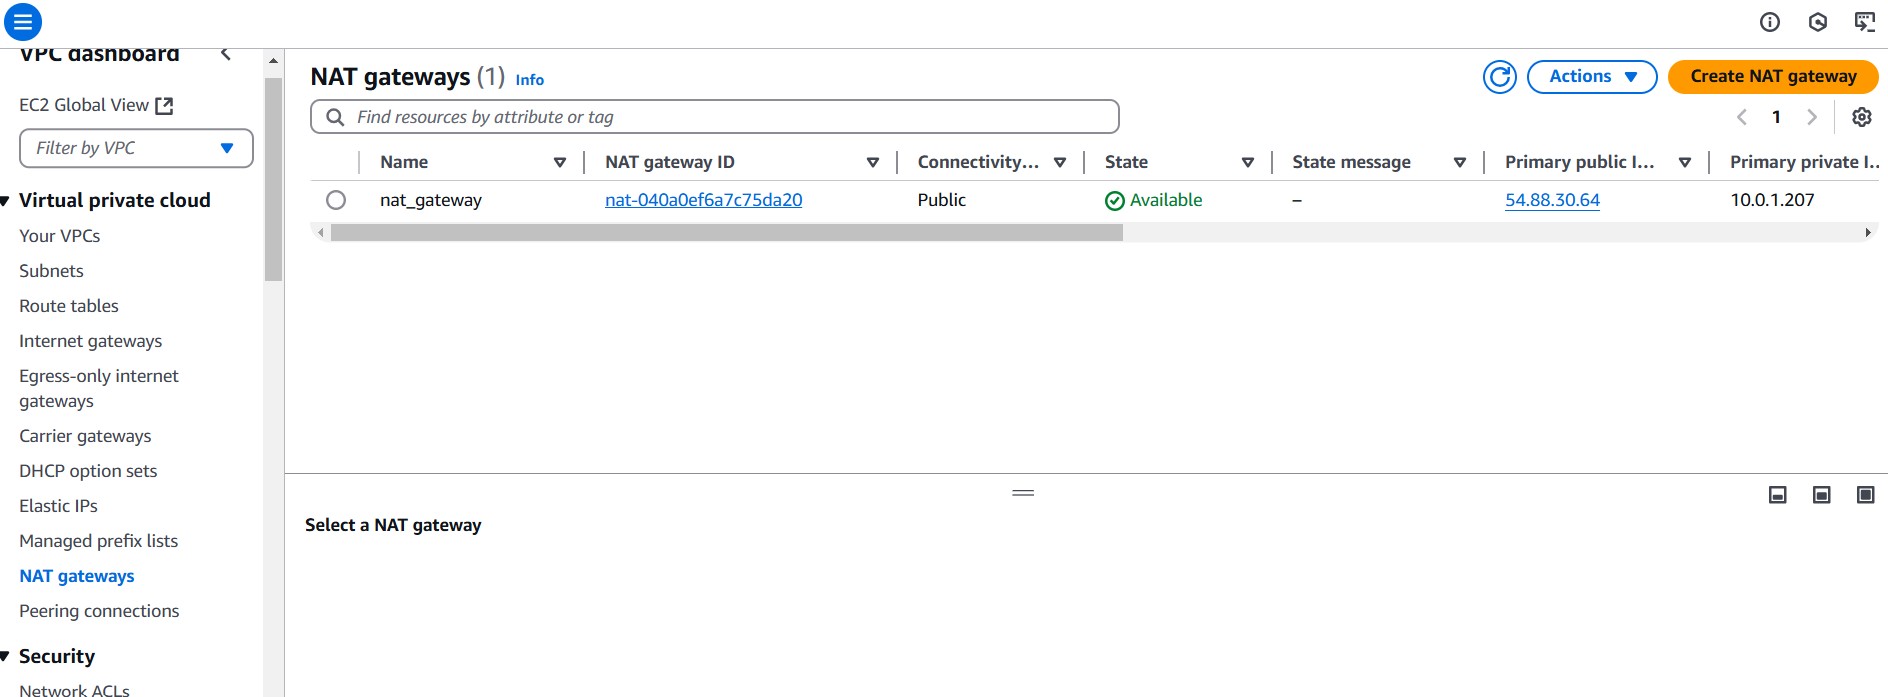 VPC dashboard
EC2 Global View
Filter by VPC
Virtual private cloud
Your VPCs
Subnets
Route tables
Internet gateways
Egress-only internet
gateways
Carrier gateways
DHCP option sets
Elastic IPs
Managed prefix lists
NAT gateways
Peering connections
Security
Network ACLs
NAT gateways (1) Info
Actions
Create NAT gateway
Find resources by attribute or tag
1
Name NAT gateway ID Connectivity... State State message Primary public I... Primary private I...
nat_gateway nat-040a0ef6a7c75da20 Public Available – 54.88.30.64 10.0.1.207
Select a NAT gateway